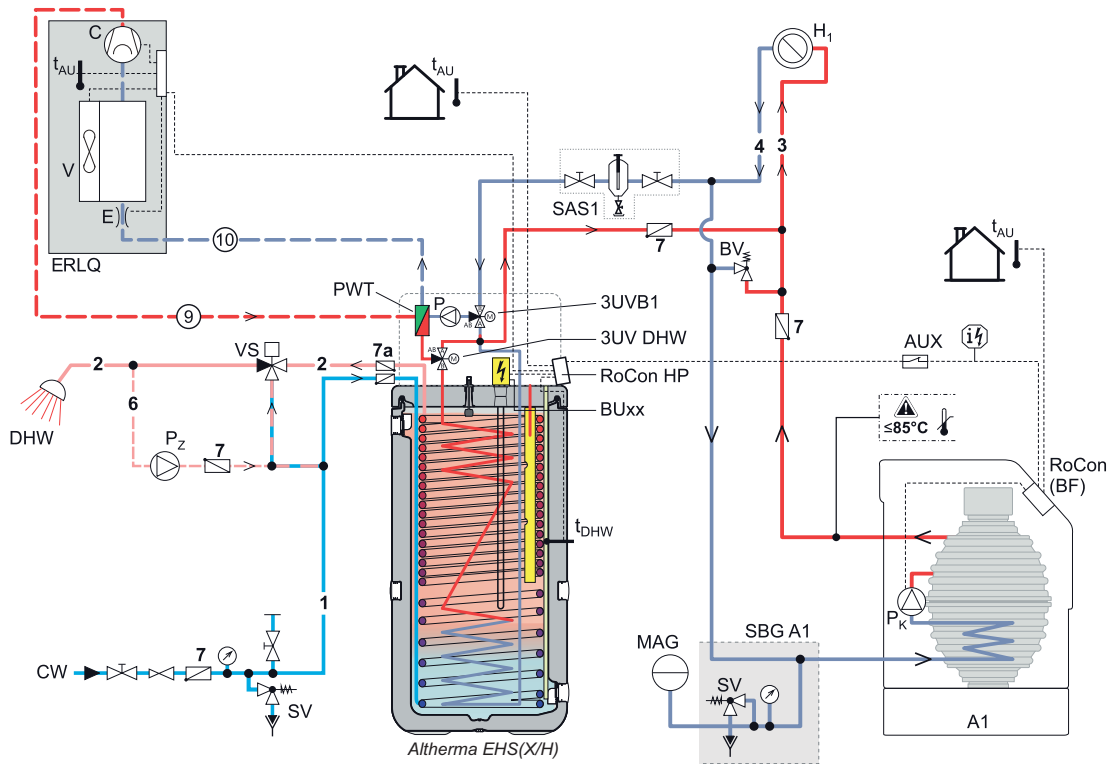 C
H₁
tAU
tAU
4
3
V
SAS1
tAU
E
10
7
ERLQ
BV
PWT
P
3UVB1
AB
M
9
7
3UV DHW
AB
M
VS
7a
AUX
2
2
RoCon HP
6
BUxx
≤85°C
DHW
PZ
7
RoCon
(BF)
tDHW
1
PK
SBG A1
MAG
CW
7
SV
SV
A1
Altherma EHS(X/H)